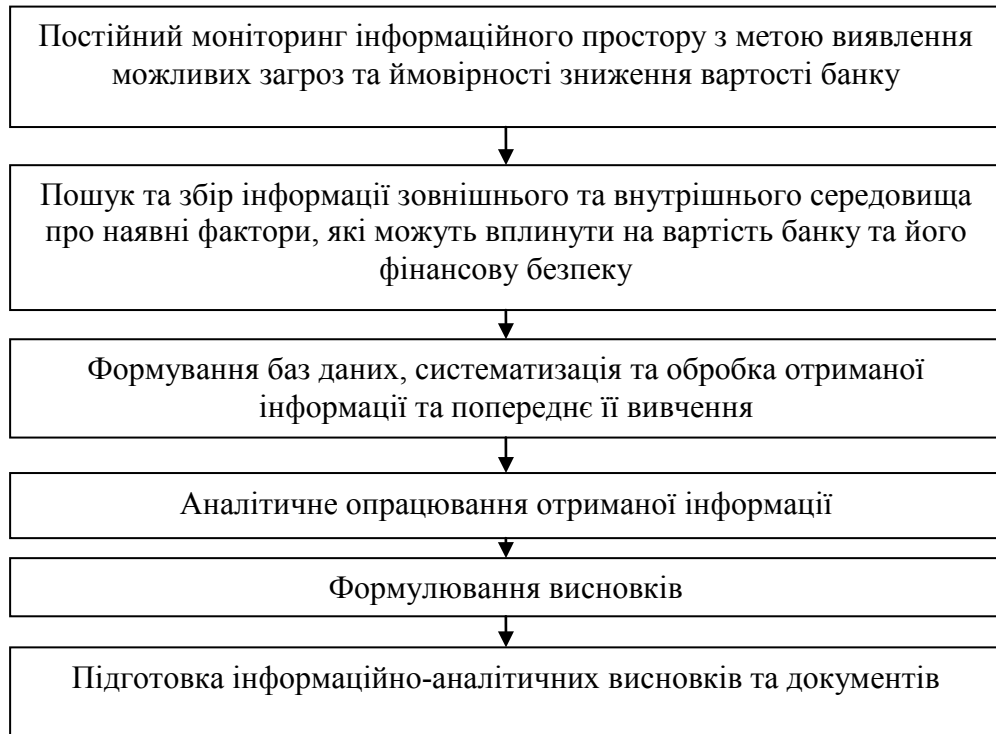 Постійний моніторинг інформаційного простору з метою виявлення
можливих загроз та ймовірності зниження вартості банку
Пошук та збір інформації зовнішнього та внутрішнього середовища
про наявні фактори, які можуть вплинути на вартість банку та його
фінансову безпеку
Формування баз даних, систематизація та обробка отриманої
інформації та попереднє її вивчення
Аналітичне опрацювання отриманої інформації
Формулювання висновків
Підготовка інформаційно-аналітичних висновків та документів